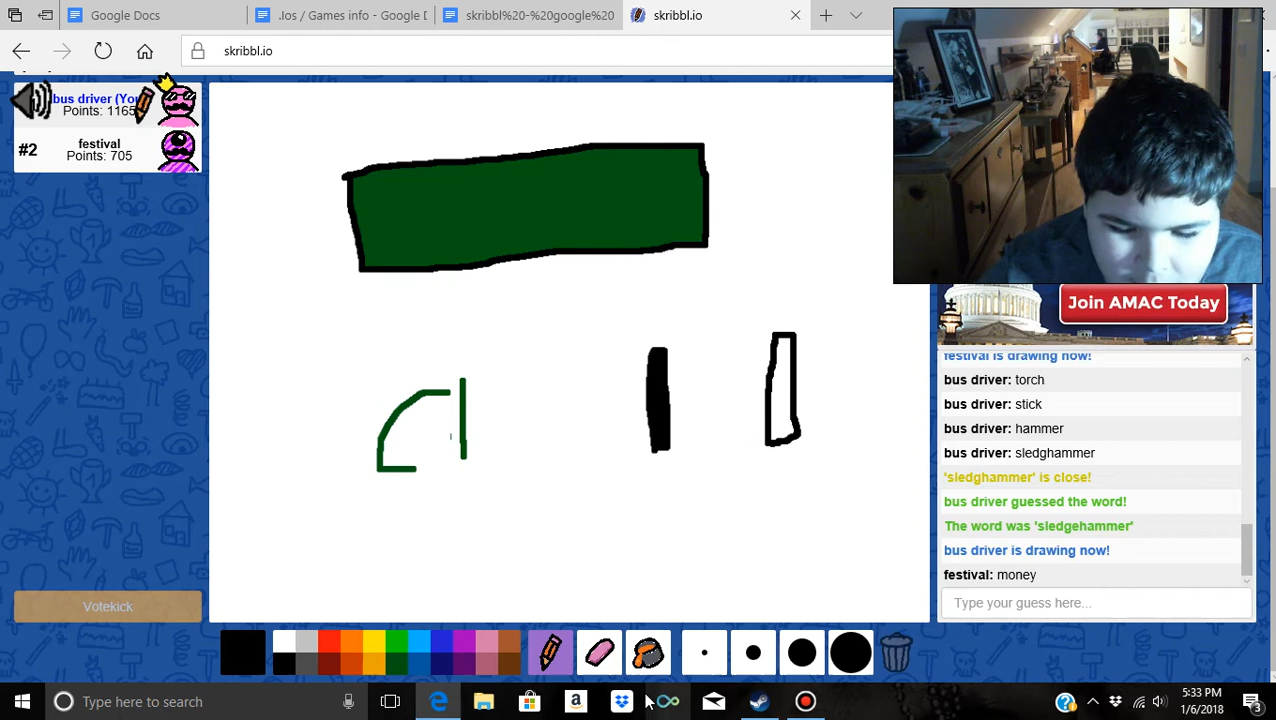 Google Docs
.Ios / Games info - Google D
skribbl%20-%20google%20
skribbl.io
skribbl.io
bus driver (You
Points: 1165
#2
festival
Points: 705
Join AMAC Today
festival is drawing now!
bus driver: torch
bus driver: stick
bus driver: hammer
bus driver: sledghammer
'sledghammer' is close!
bus driver guessed the word!
The word was 'sledgehammer'
bus driver is drawing now!
festival: money
Type your guess here...
Votekick
Type here to search
5:33 PM
1/6/2018
3